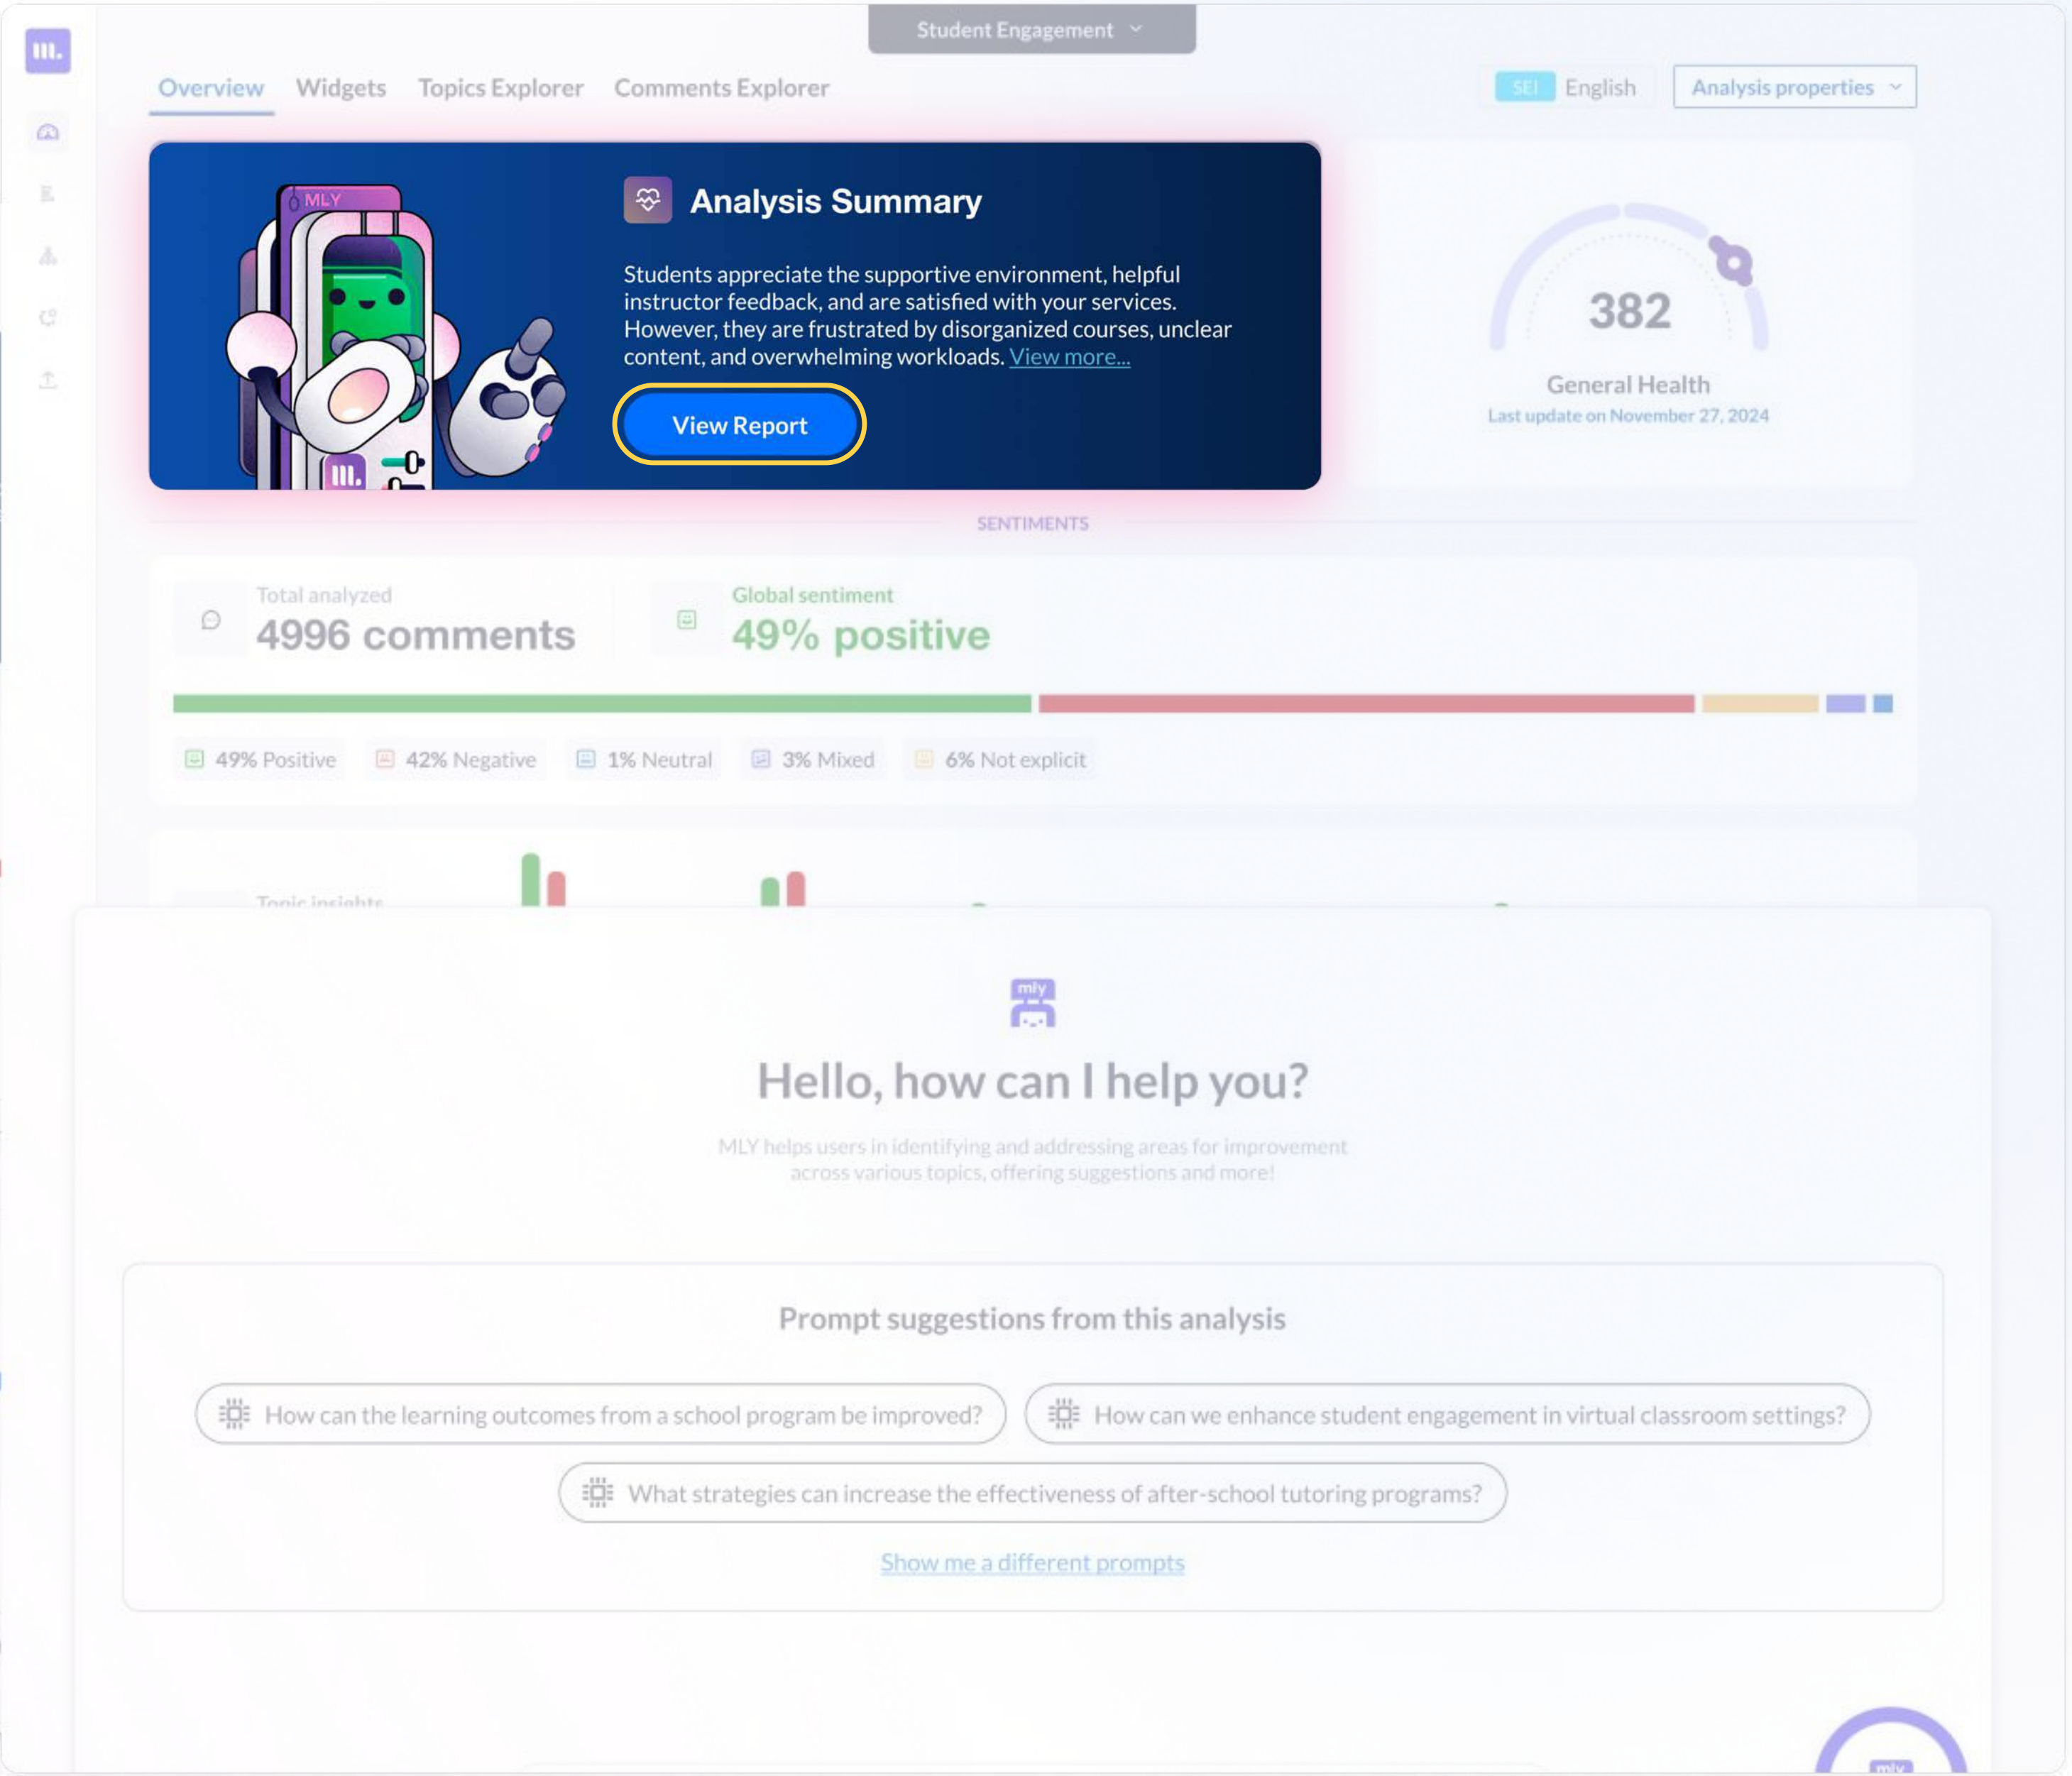 m.
Student Engagement
Overview Widgets Topics Explorer Comments Explorer
SEI English
Analysis properties
MLY
m.
Analysis Summary
Students appreciate the supportive environment, helpful
instructor feedback, and are satisfied with your services.
However, they are frustrated by disorganized courses, unclear
content, and overwhelming workloads. View more...
View Report
382
General Health
Last update on November 27, 2024
SENTIMENTS
Total analyzed
4996 comments
Global sentiment
49% positive
49% Positive 42% Negative 1% Neutral 3% Mixed 6% Not explicit
Topic insights
mly
Hello, how can I help you?
MLY helps users in identifying and addressing areas for improvement
across various topics, offering suggestions and more!
Prompt suggestions from this analysis
How can the learning outcomes from a school program be improved?
How can we enhance student engagement in virtual classroom settings?
What strategies can increase the effectiveness of after-school tutoring programs?
Show me a different prompts
mly